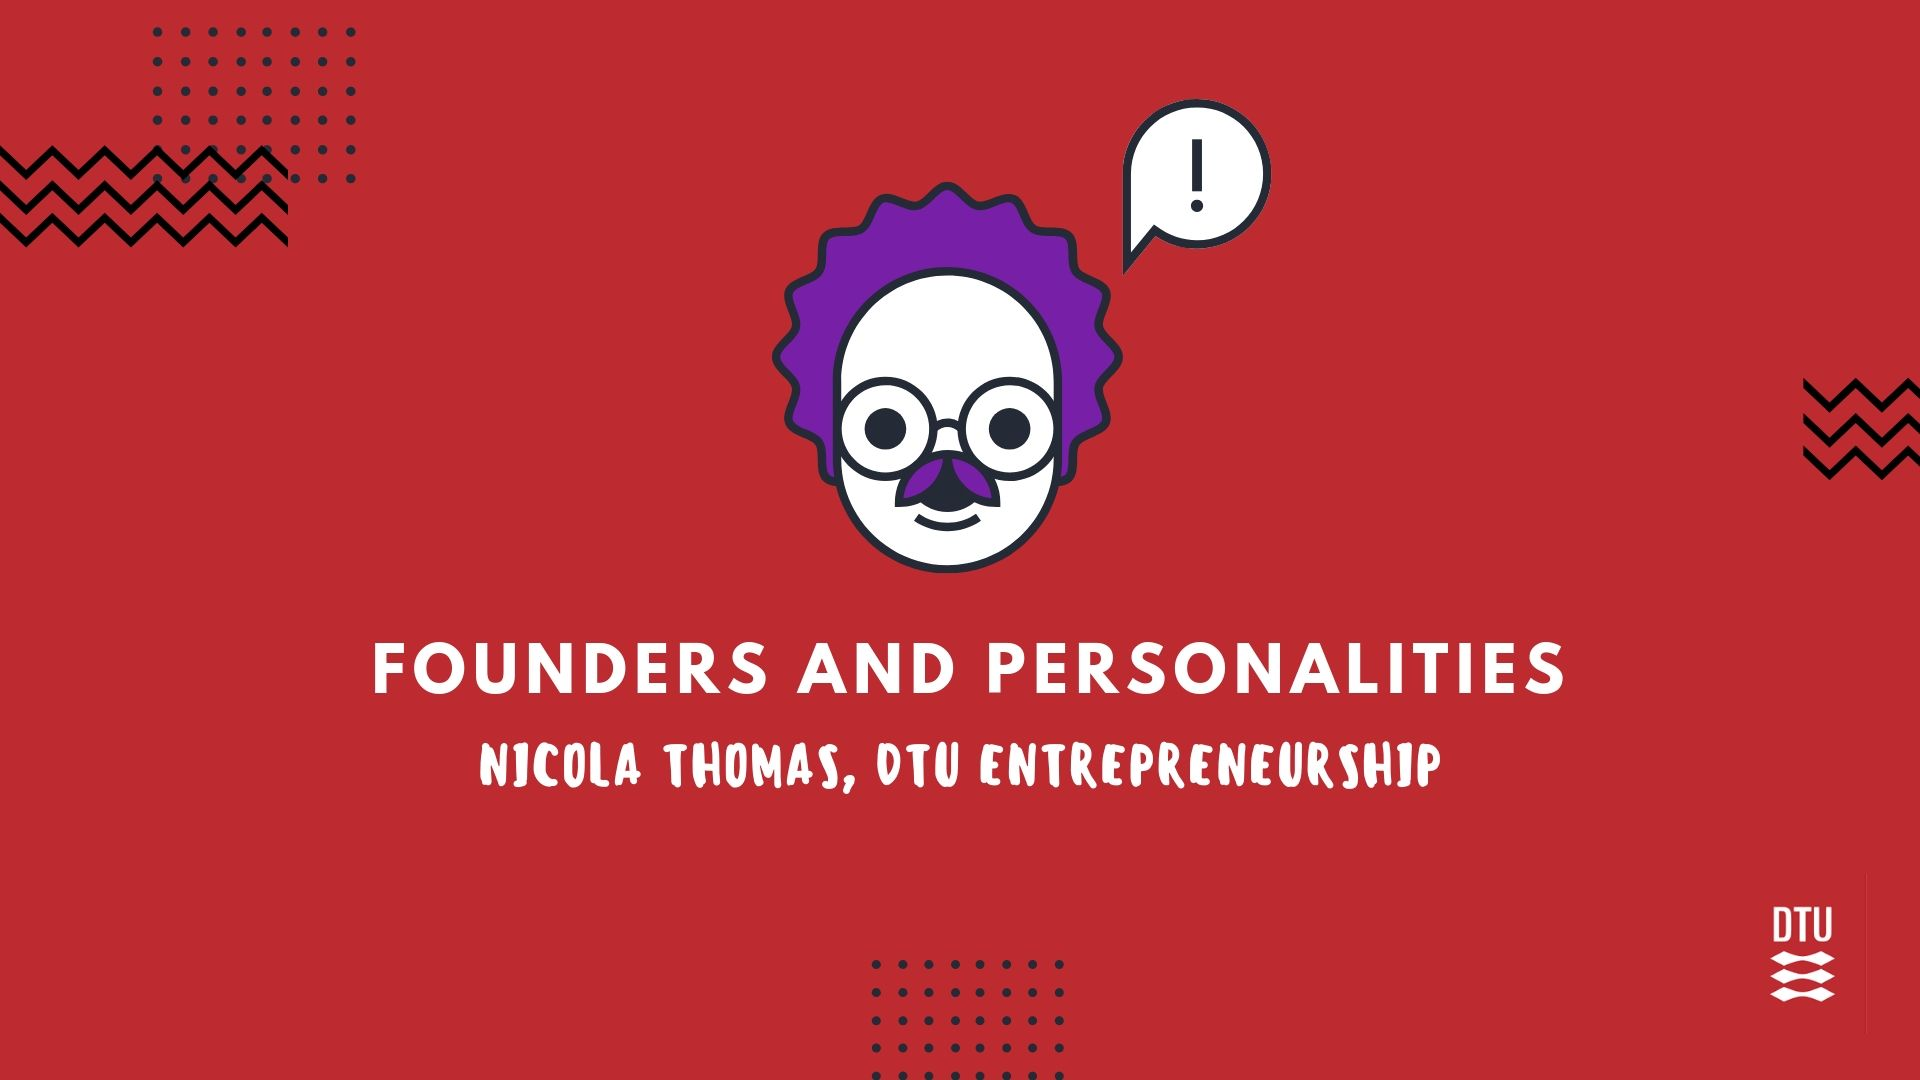 !
FOUNDERS AND PERSONALITIES
NICOLA THOMAS, DTU ENTREPRENEURSHIP
DTU